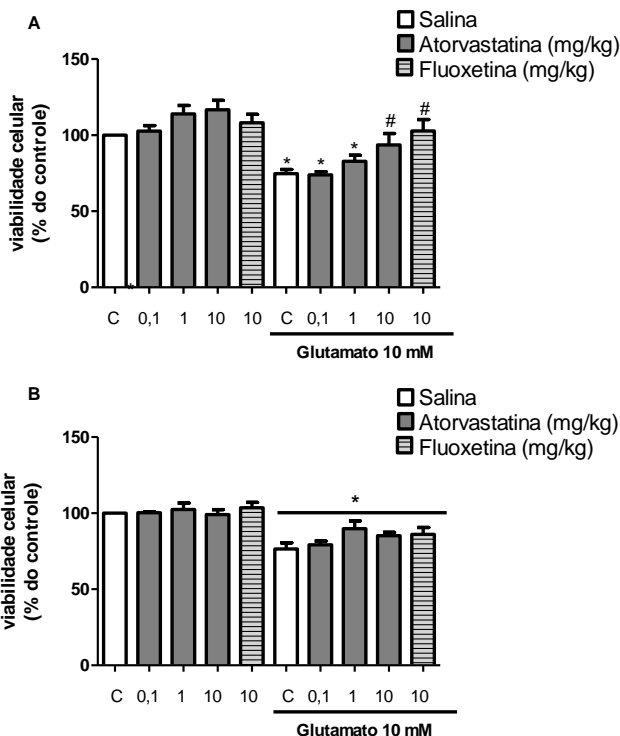 A
Salina
Atorvastatina (mg/kg)
Fluoxetina (mg/kg)
viabilidade celular
(% do controle)
150
100
50
0
* * * # #
*
C 0,1 1 10 10 C 0,1 1 10 10
Glutamato 10 mM
B
Salina
Atorvastatina (mg/kg)
Fluoxetina (mg/kg)
viabilidade celular
(% do controle)
150
100
50
0
*
C 0,1 1 10 10 C 0,1 1 10 10
Glutamato 10 mM